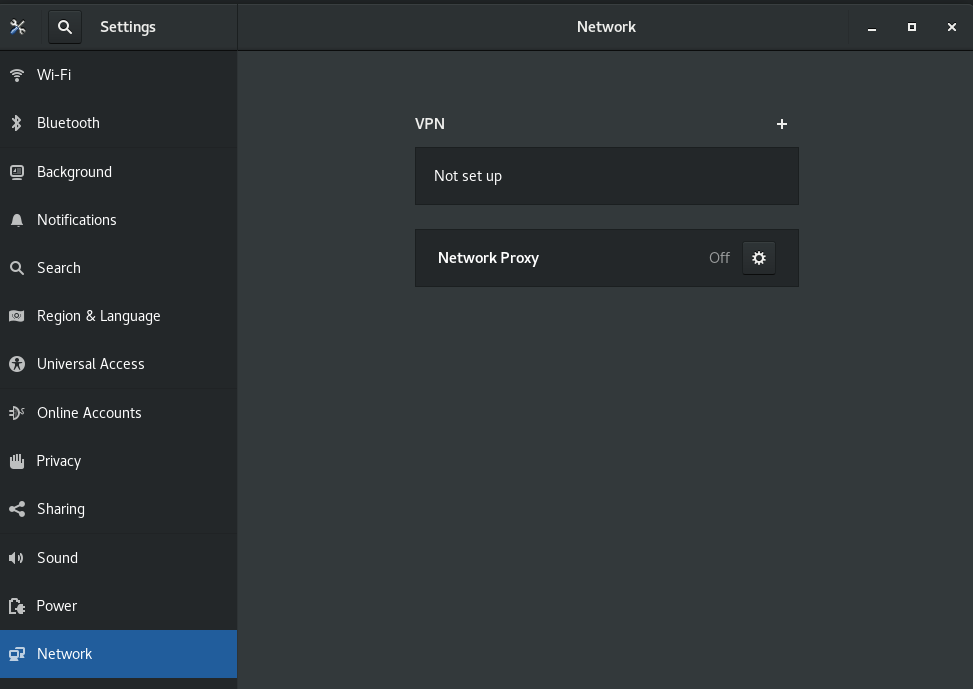 Settings
Network
Wi-Fi
Bluetooth
Background
Notifications
Search
Region & Language
Universal Access
Online Accounts
Privacy
Sharing
Sound
Power
Network
VPN
Not set up
Network Proxy Off